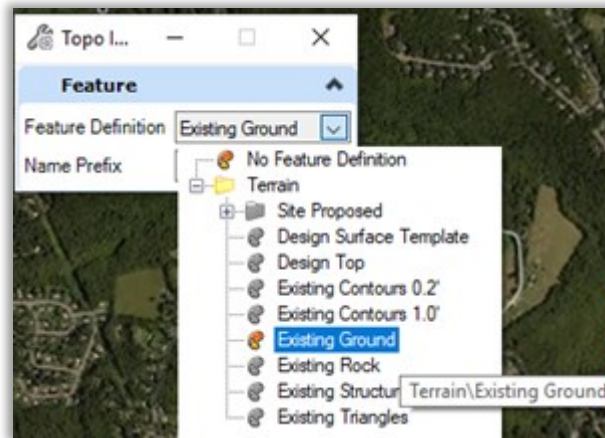 Topo I...
Feature
Feature Definition Existing Ground
Name Prefix
No Feature Definition
Terrain
Site Proposed
Design Surface Template
Design Top
Existing Contours 0.2'
Existing Contours 1.0'
Existing Ground
Existing Rock
Existing Structur Terrain\Existing Ground
Existing Triangles